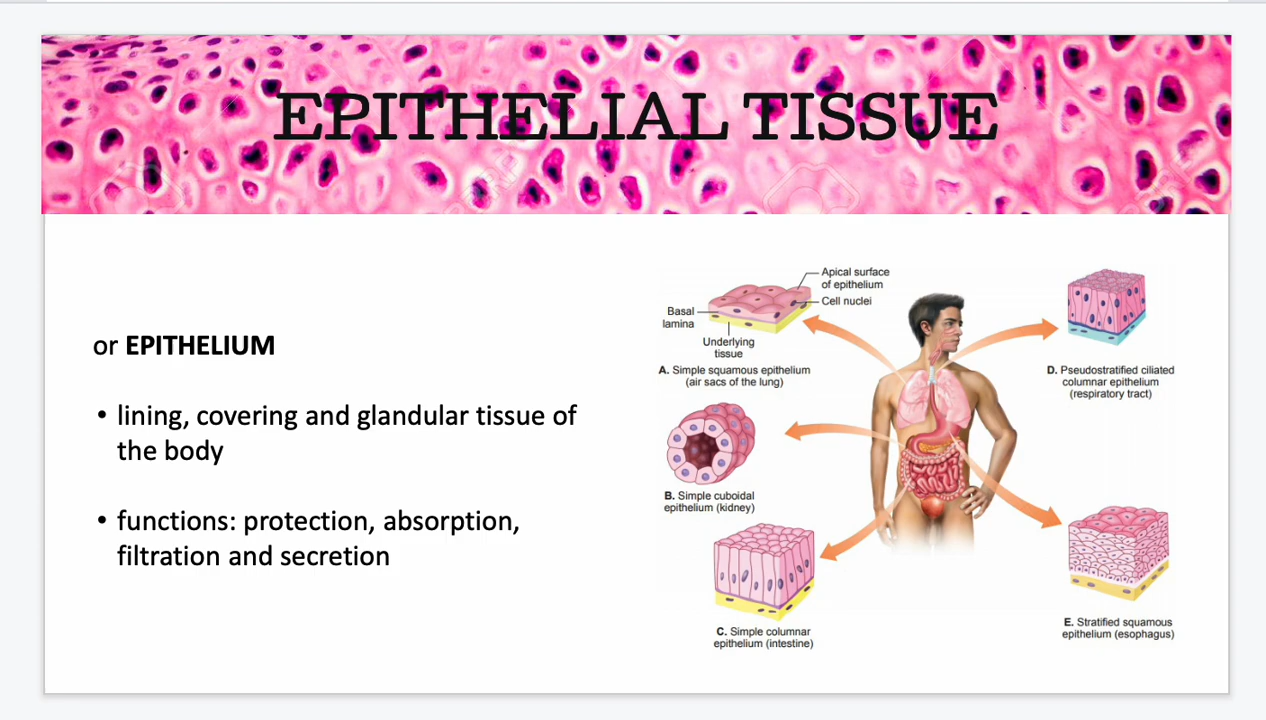 EPITHELIAL TISSUE
or EPITHELIUM
• lining, covering and glandular tissue of
the body
• functions: protection, absorption,
filtration and secretion
Apical surface
of epithelium
Cell nuclei
Basal
lamina
Underlying
tissue
A. Simple squamous epithelium
(air sacs of the lung)
B. Simple cuboidal
epithelium (kidney)
C. Simple columnar
epithelium (intestine)
D. Pseudostratified ciliated
columnar epithelium
(respiratory tract)
E. Stratified squamous
epithelium (esophagus)